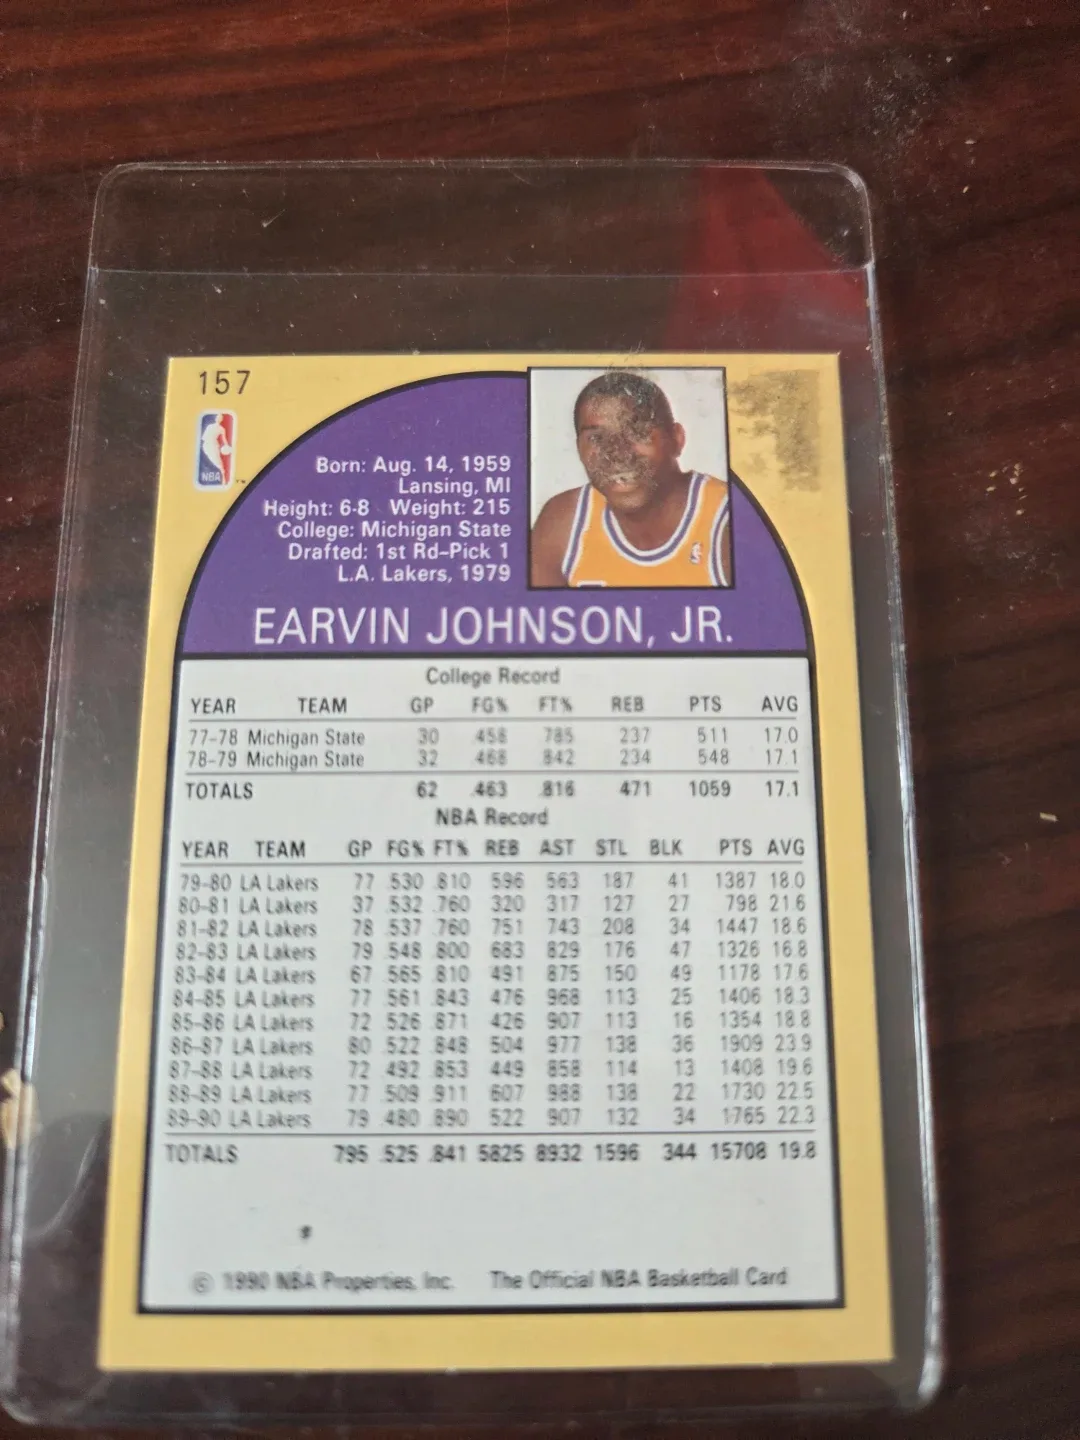 157
NBA
Born: Aug. 14, 1959
Lansing, MI
Height: 6-8 Weight: 215
College: Michigan State
Drafted: 1st Rd-Pick 1
L.A. Lakers, 1979
EARVIN JOHNSON, JR.
College Record
YEAR TEAM GP FG% FT% REB PTS AVG
77-78 Michigan State 30 .458 .785 237 511 17.0
78-79 Michigan State 32 .468 .842 234 548 17.1
TOTALS 62 .463 .816 471 1059 17.1
NBA Record
YEAR TEAM GP FG% FT% REB AST STL BLK PTS AVG
79-80 LA Lakers 77 .530 .810 596 563 187 41 1387 18.0
80-81 LA Lakers 37 .532 .760 320 317 127 27 798 21.6
81-82 LA Lakers 78 .537 .760 751 743 208 34 1447 18.6
82-83 LA Lakers 79 .548 .800 683 829 176 47 1326 16.8
83-84 LA Lakers 67 .565 .810 491 875 150 49 1178 17.6
84-85 LA Lakers 77 .561 .843 476 968 113 25 1406 18.3
85-86 LA Lakers 72 .526 .871 426 907 113 16 1354 18.8
86-87 LA Lakers 80 .522 .848 504 977 138 36 1909 23.9
87-88 LA Lakers 72 .492 .853 449 858 114 13 1408 19.6
88-89 LA Lakers 77 .509 .911 607 988 138 22 1730 22.5
89-90 LA Lakers 79 .480 .890 522 907 132 34 1765 22.3
TOTALS 795 .525 .841 5825 8932 1596 344 15708 19.8
© 1990 NBA Properties, Inc. The Official NBA Basketball Card